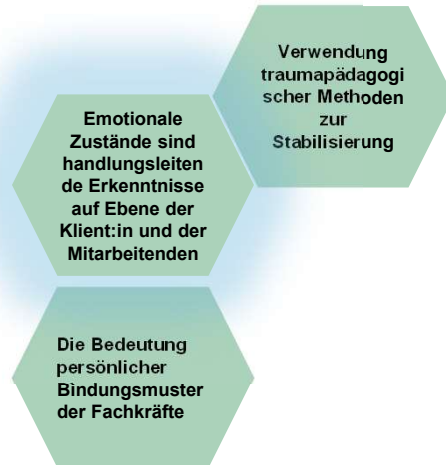 Verwendung
traumapädagogi
scher Methoden
zur
Stabilisierung
Emotionale
Zustände sind
handlungsleiten
de Erkenntnisse
auf Ebene der
Klient:in und der
Mitarbeitenden
Die Bedeutung
persönlicher
Bindungsmuster
der Fachkräfte